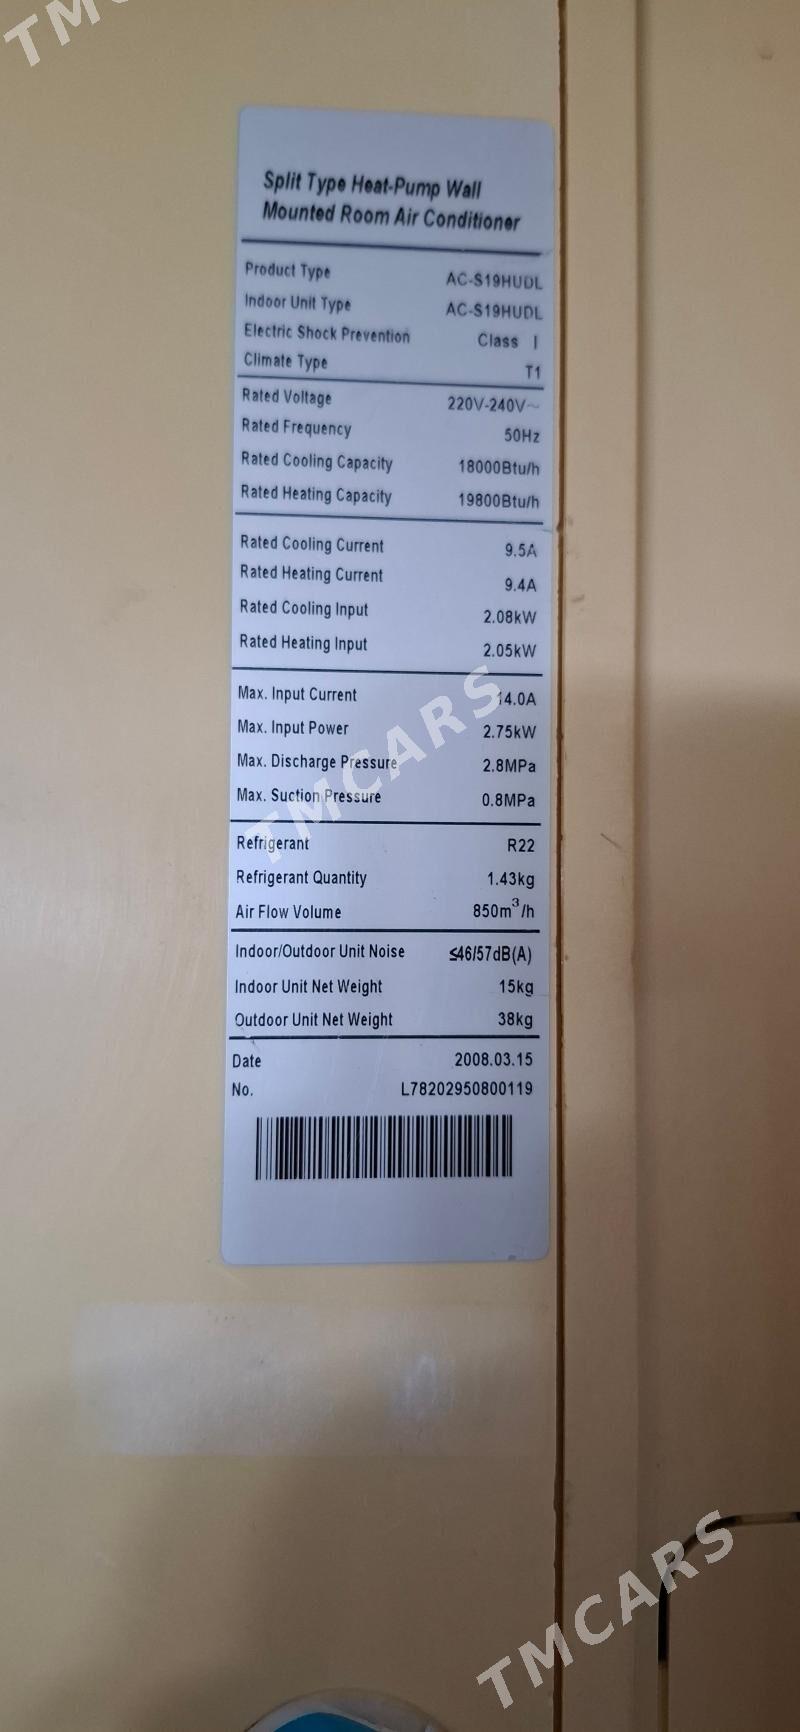 TMCARS
Split Type Heat-Pump Wall
Mounted Room Air Conditioner
Product Type AC-S19HUDL
Indoor Unit Type AC-S19HUDL
Electric Shock Prevention Class I
Climate Type T1
Rated Voltage 220V-240V~
Rated Frequency 50Hz
Rated Cooling Capacity 18000Btu/h
Rated Heating Capacity 19800Btu/h
Rated Cooling Current 9.5A
Rated Heating Current 9.4A
Rated Cooling Input 2.08kW
Rated Heating Input 2.05kW
Max. Input Current 14.0A
Max. Input Power 2.75kW
Max. Discharge Pressure 2.8MPa
Max. Suction Pressure 0.8MPa
TMCARS
Refrigerant R22
Refrigerant Quantity 1.43kg
Air Flow Volume 850m³/h
Indoor/Outdoor Unit Noise ≤46/57dB(A)
Indoor Unit Net Weight 15kg
Outdoor Unit Net Weight 38kg
Date 2008.03.15
No. L78202950800119
TMCARS